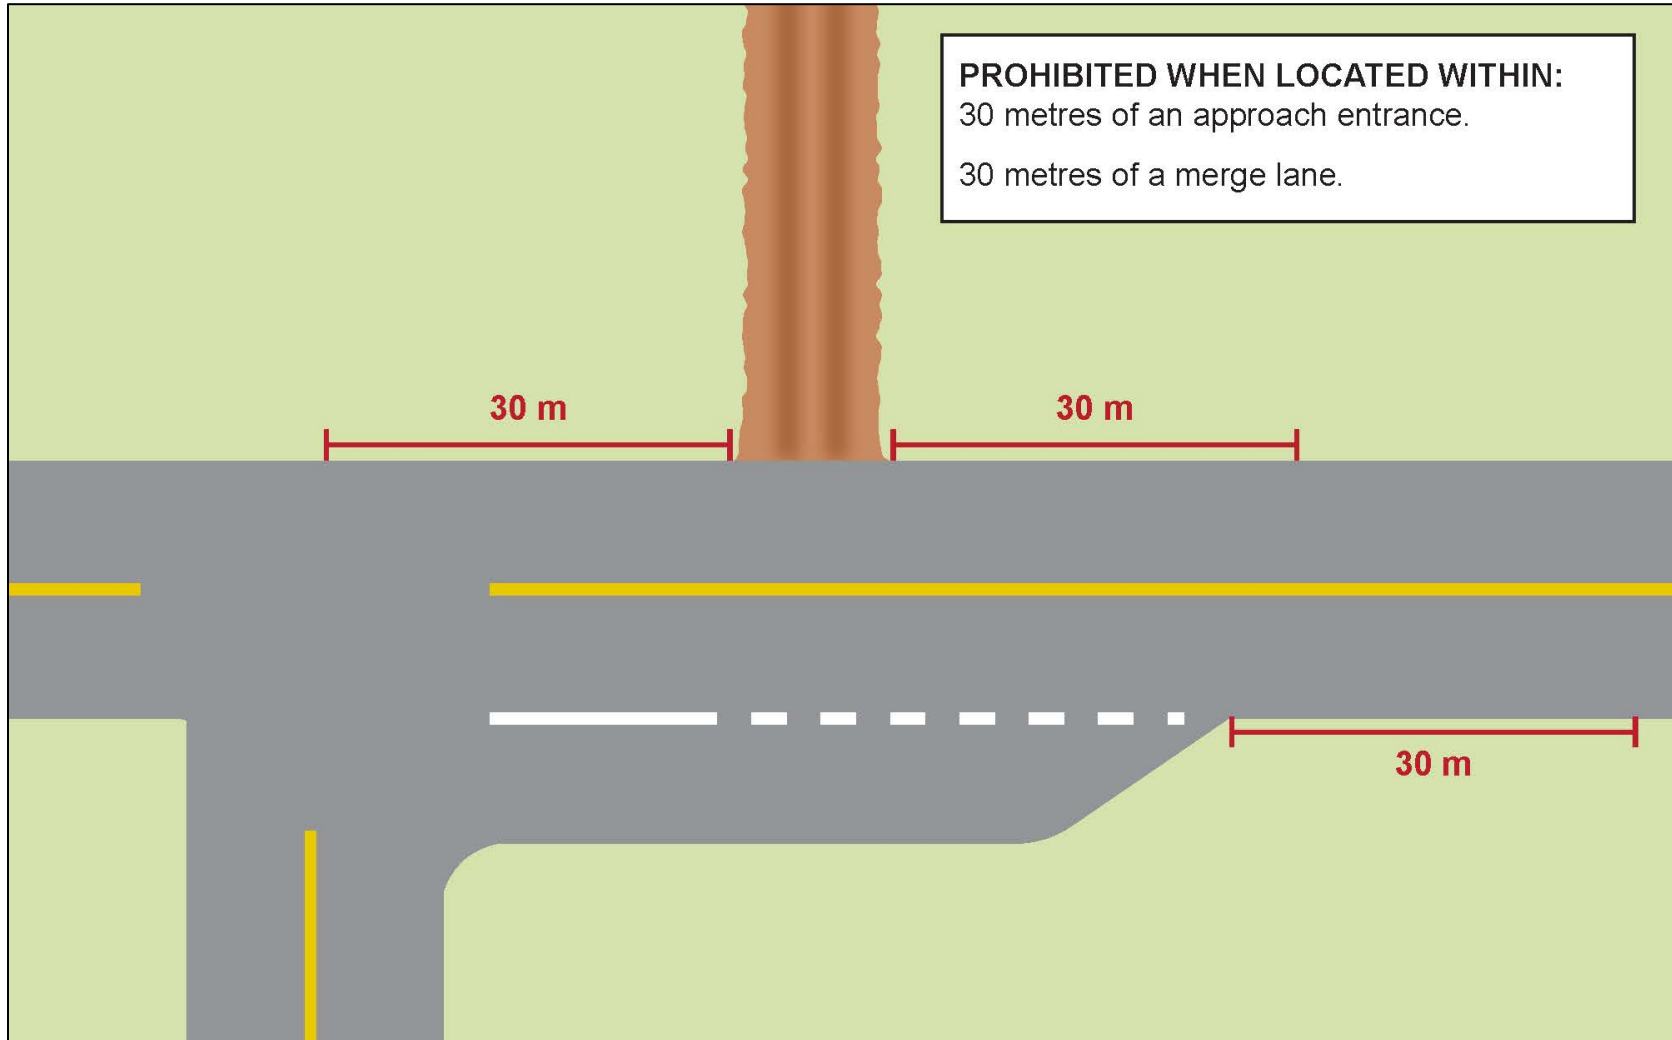 PROHIBITED WHEN LOCATED WITHIN:
30 metres of an approach entrance.
30 metres of a merge lane.
30 m
30 m
30 m